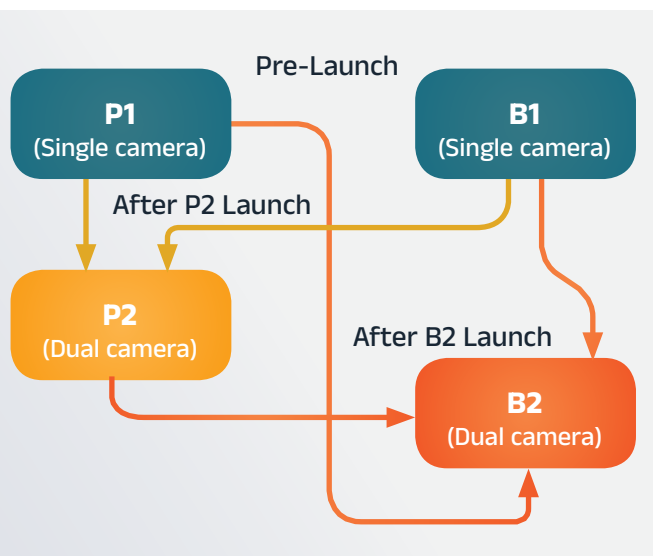 Pre-Launch
P1
(Single camera)
B1
(Single camera)
After P2 Launch
P2
(Dual camera)
After B2 Launch
B2
(Dual camera)